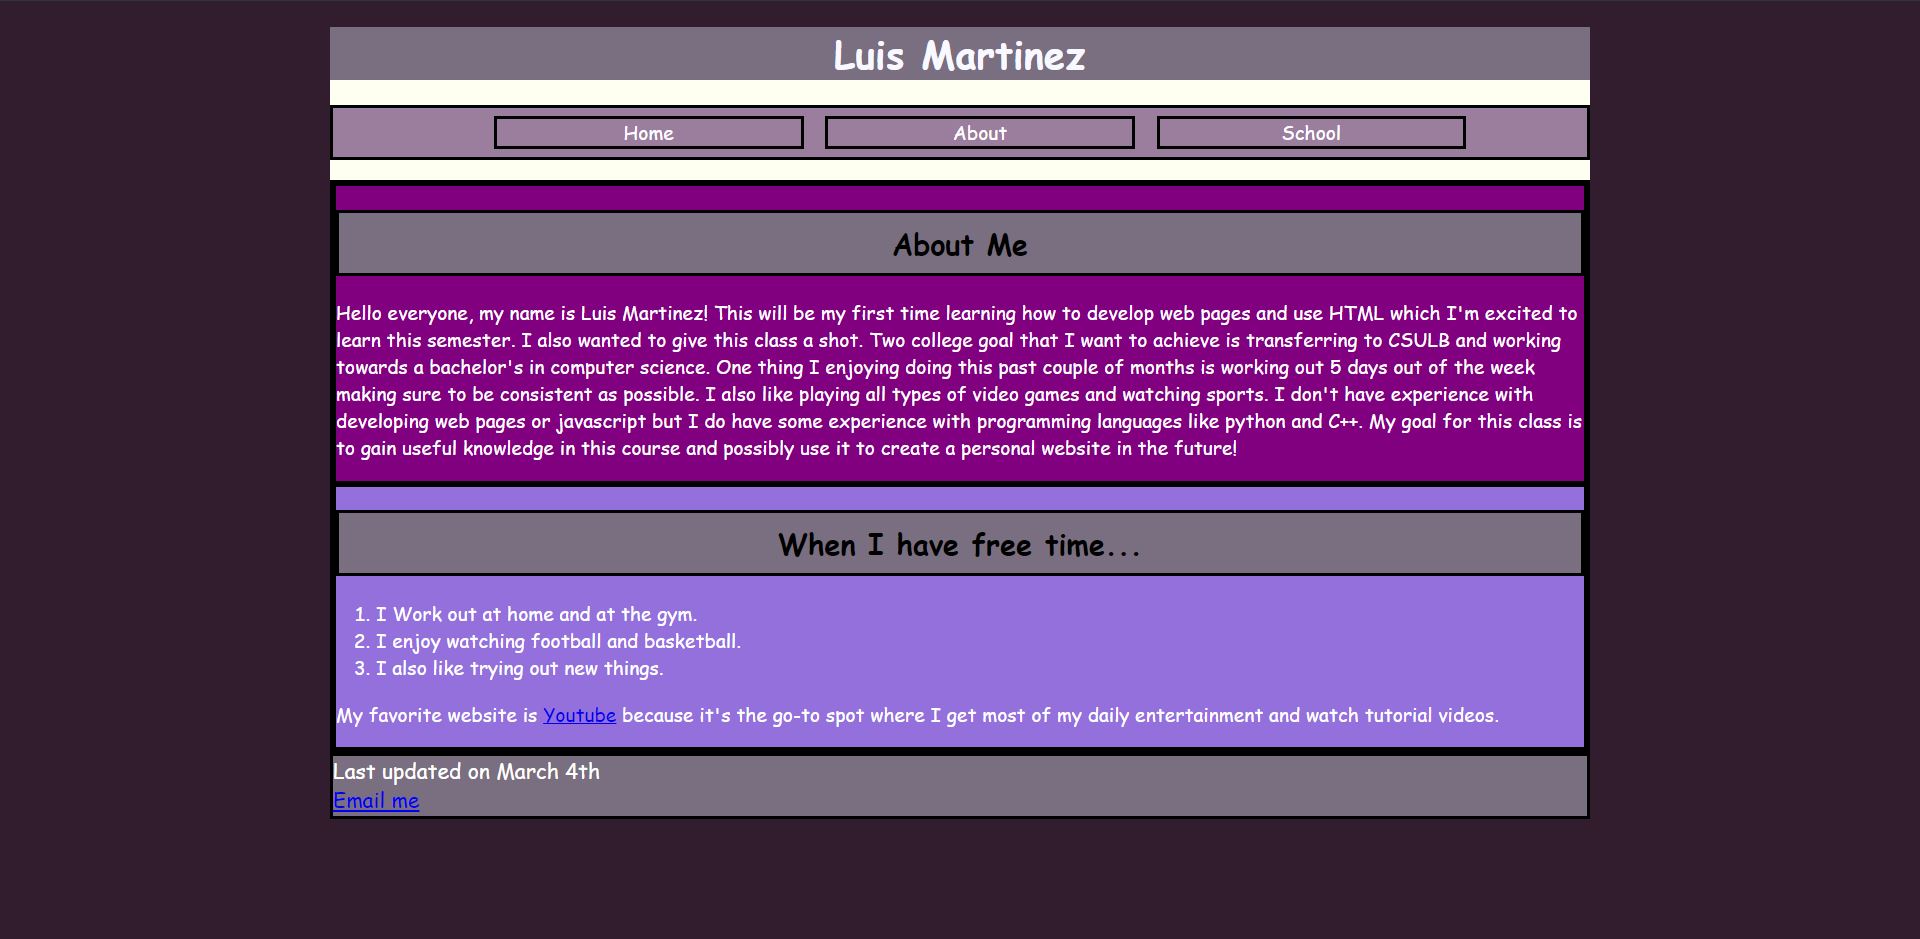 Luis Martinez
Home
About
School
About Me
Hello everyone, my name is Luis Martinez! This will be my first time learning how to develop web pages and use HTML which I'm excited to
learn this semester. I also wanted to give this class a shot. Two college goal that I want to achieve is transferring to CSULB and working
towards a bachelor's in computer science. One thing I enjoying doing this past couple of months is working out 5 days out of the week
making sure to be consistent as possible. I also like playing all types of video games and watching sports. I don't have experience with
developing web pages or javascript but I do have some experience with programming languages like python and C++. My goal for this class is
to gain useful knowledge in this course and possibly use it to create a personal website in the future!
When I have free time...
1. I Work out at home and at the gym.
2. I enjoy watching football and basketball.
3. I also like trying out new things.
My favorite website is Youtube because it's the go-to spot where I get most of my daily entertainment and watch tutorial videos.
Last updated on March 4th
Email me